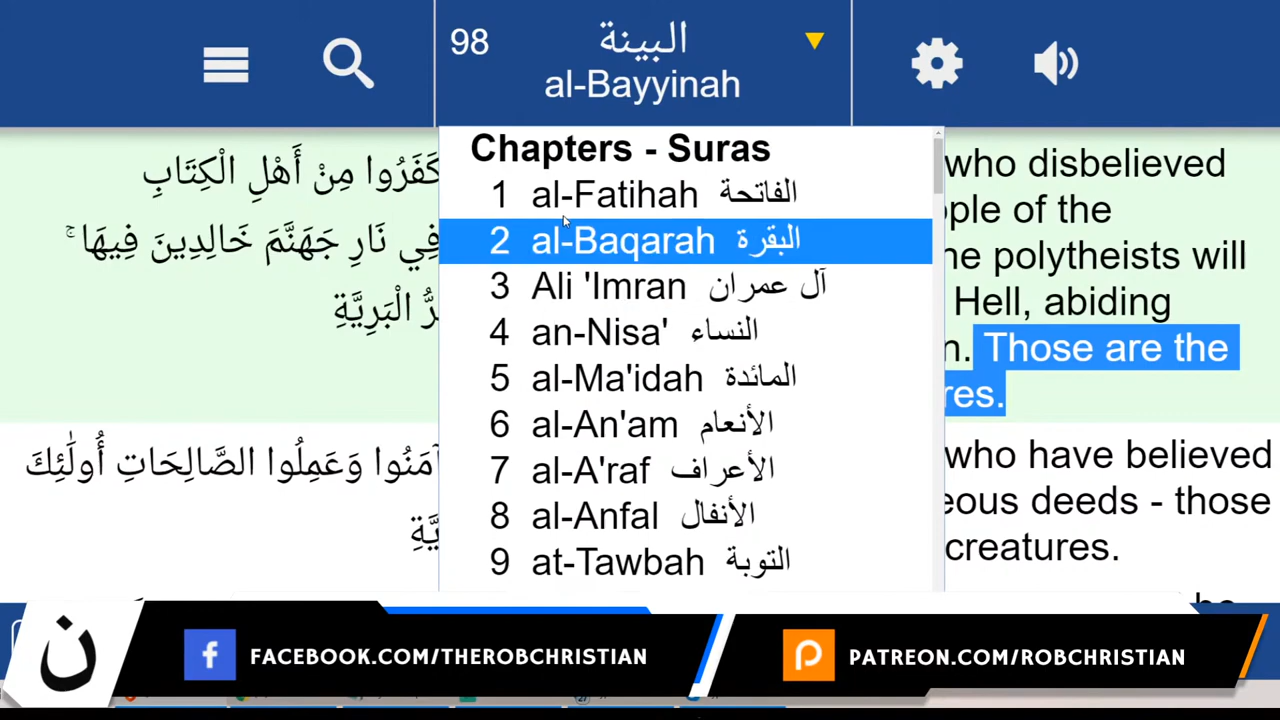 98
البينة
al-Bayyinah
كَفَرُوا مِنْ أَهْلِ الْكِتَابِ
فِي نَارِ جَهَنَّمَ خَالِدِينَ فِيهَا ۚ
الْبَرِيَّةِ
آمَنُوا وَعَمِلُوا الصَّالِحَاتِ أُولَٰئِكَ
Chapters - Suras
1 al-Fatihah الفاتحة
2 al-Baqarah البقرة
3 Ali 'Imran آل عمران
4 an-Nisa' النساء
5 al-Ma'idah المائدة
6 al-An'am الأنعام
7 al-A'raf الأعراف
8 al-Anfal الأنفال
9 at-Tawbah التوبة
who disbelieved
ople of the
he polytheists will
Hell, abiding
n. Those are the
res.
who have believed
eous deeds - those
creatures.
ن
f FACEBOOK.COM/THEROBCHRISTIAN
P PATREON.COM/ROBCHRISTIAN